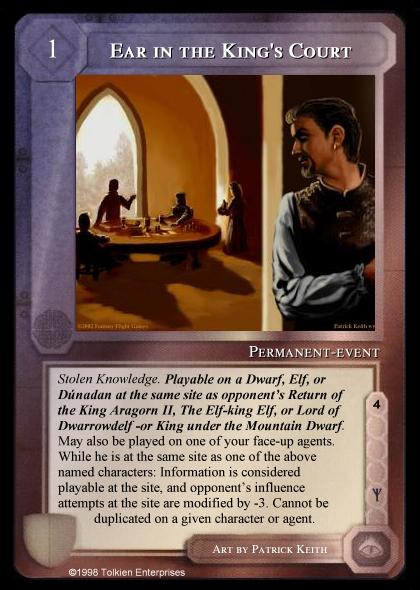 1
EAR IN THE KING'S COURT
©2002 Fantasy Flight Games
PERMANENT-EVENT
Stolen Knowledge. Playable on a Dwarf, Elf, or
Dúnadan at the same site as opponent's Return of
the King Aragorn II, The Elf-king Elf, or Lord of
Dwarrowdelf -or King under the Mountain Dwarf.
May also be played on one of your face-up agents.
While he is at the same site as one of the above
named characters: Information is considered
playable at the site, and opponent's influence
attempts at the site are modified by -3. Cannot be
duplicated on a given character or agent.
4
ART BY PATRICK KEITH
©1998 Tolkien Enterprises
Patrick Keith